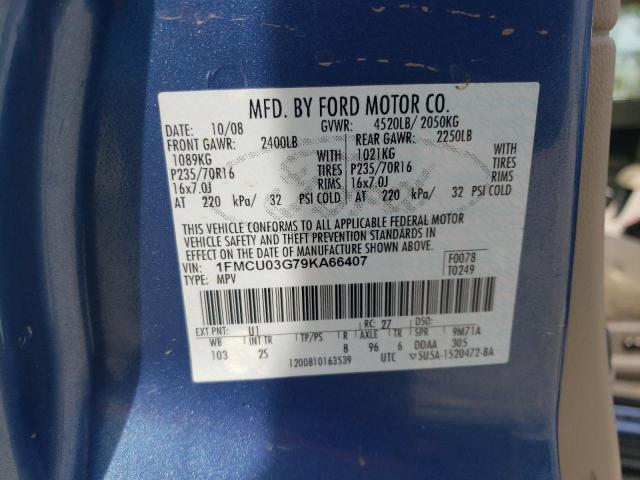 MFD. BY FORD MOTOR CO.
DATE: 10/08 GVWR: 4520LB/ 2050KG
FRONT GAWR: 2400LB REAR GAWR: 2250LB
1089KG WITH 1021KG WITH
P235/70R16 TIRES P235/70R16 TIRES
16x7.0J RIMS 16x7.0J RIMS
AT 220 kPa/ 32 PSI COLD AT 220 kPa/ 32 PSI COLD
THIS VEHICLE CONFORMS TO ALL APPLICABLE FEDERAL MOTOR
VEHICLE SAFETY AND THEFT PREVENTION STANDARDS IN
EFFECT ON THE DATE OF MANUFACTURE SHOWN ABOVE.
VIN: 1FMCU03G79KA66407 F0078
TYPE: MPV T0249
EXT PNT: U1 RC: 27 9M71A
WB INT TR TP/PS R AXLE TR SPR
103 2S 8 96 6 DDAA 305
1200810163539 UTC ▽5U5A-1520472-BA